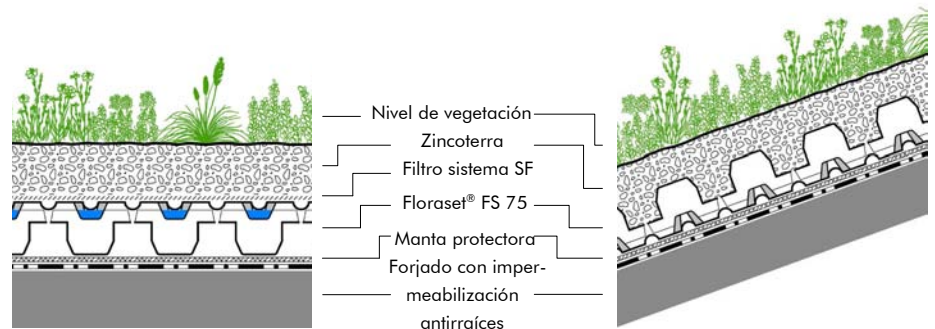 Nivel de vegetación
Zincoterra
Filtro sistema SF
Floraset® FS 75
Manta protectora
Forjado con imper-
meabilización
antirraíces